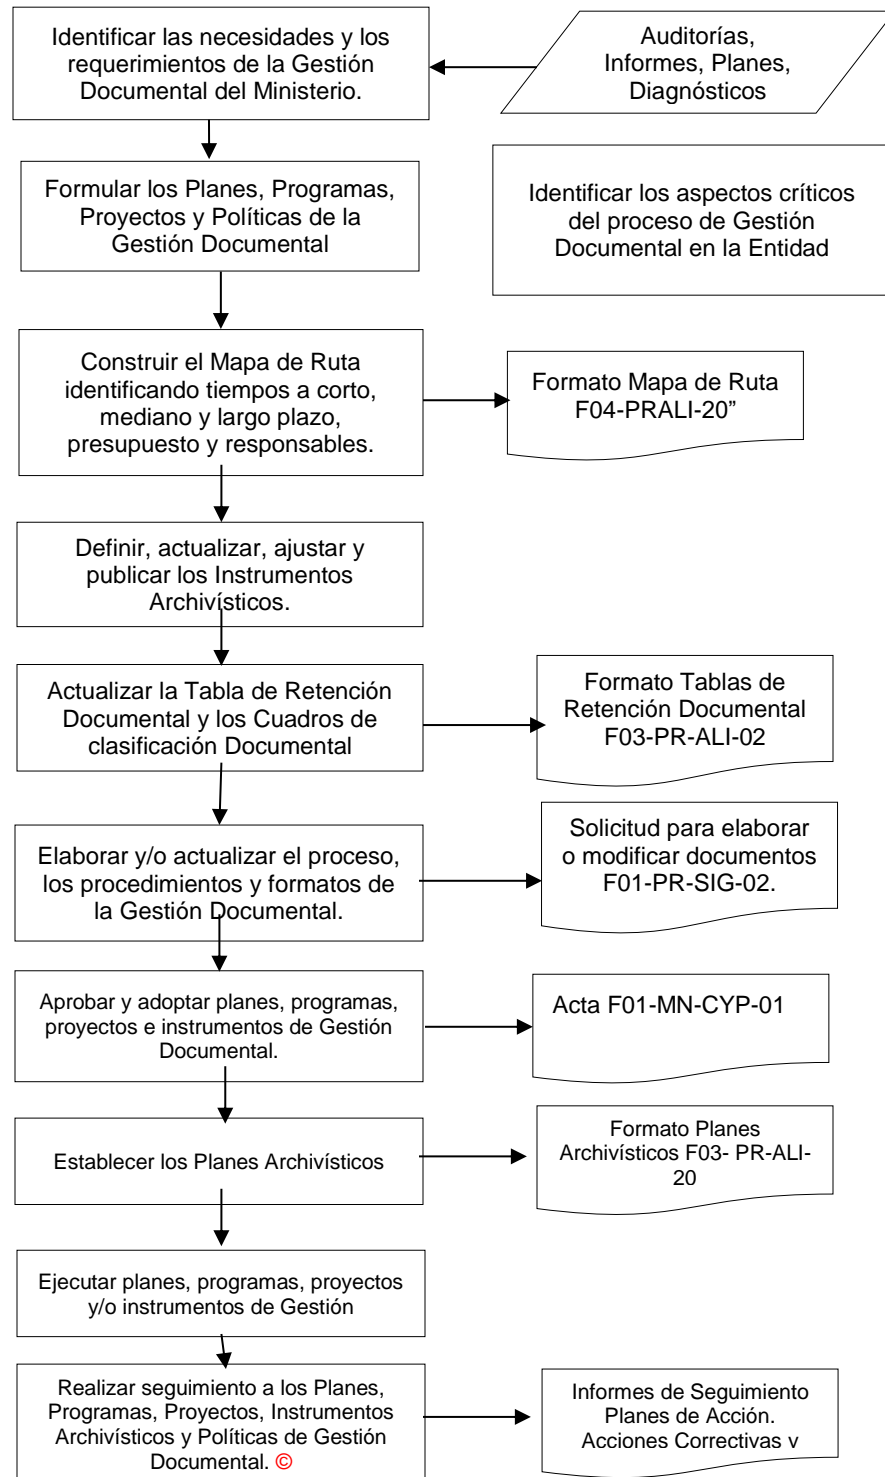 Identificar las necesidades y los
requerimientos de la Gestión
Documental del Ministerio.
Auditorías,
Informes, Planes,
Diagnósticos
Formular los Planes, Programas,
Proyectos y Políticas de la
Gestión Documental
Identificar los aspectos críticos
del proceso de Gestión
Documental en la Entidad
Construir el Mapa de Ruta
identificando tiempos a corto,
mediano y largo plazo,
presupuesto y responsables.
Formato Mapa de Ruta
F04-PRALI-20”
Definir, actualizar, ajustar y
publicar los Instrumentos
Archivísticos.
Actualizar la Tabla de Retención
Documental y los Cuadros de
clasificación Documental
Formato Tablas de
Retención Documental
F03-PR-ALI-02
Elaborar y/o actualizar el proceso,
los procedimientos y formatos de
la Gestión Documental.
Solicitud para elaborar
o modificar documentos
F01-PR-SIG-02.
Aprobar y adoptar planes, programas,
proyectos e instrumentos de Gestión
Documental.
Acta F01-MN-CYP-01
Establecer los Planes Archivísticos
Formato Planes
Archivísticos F03- PR-ALI-
20
Ejecutar planes, programas, proyectos
y/o instrumentos de Gestión
Realizar seguimiento a los Planes,
Programas, Proyectos, Instrumentos
Archivísticos y Políticas de Gestión
Documental. ©
Informes de Seguimiento
Planes de Acción.
Acciones Correctivas v